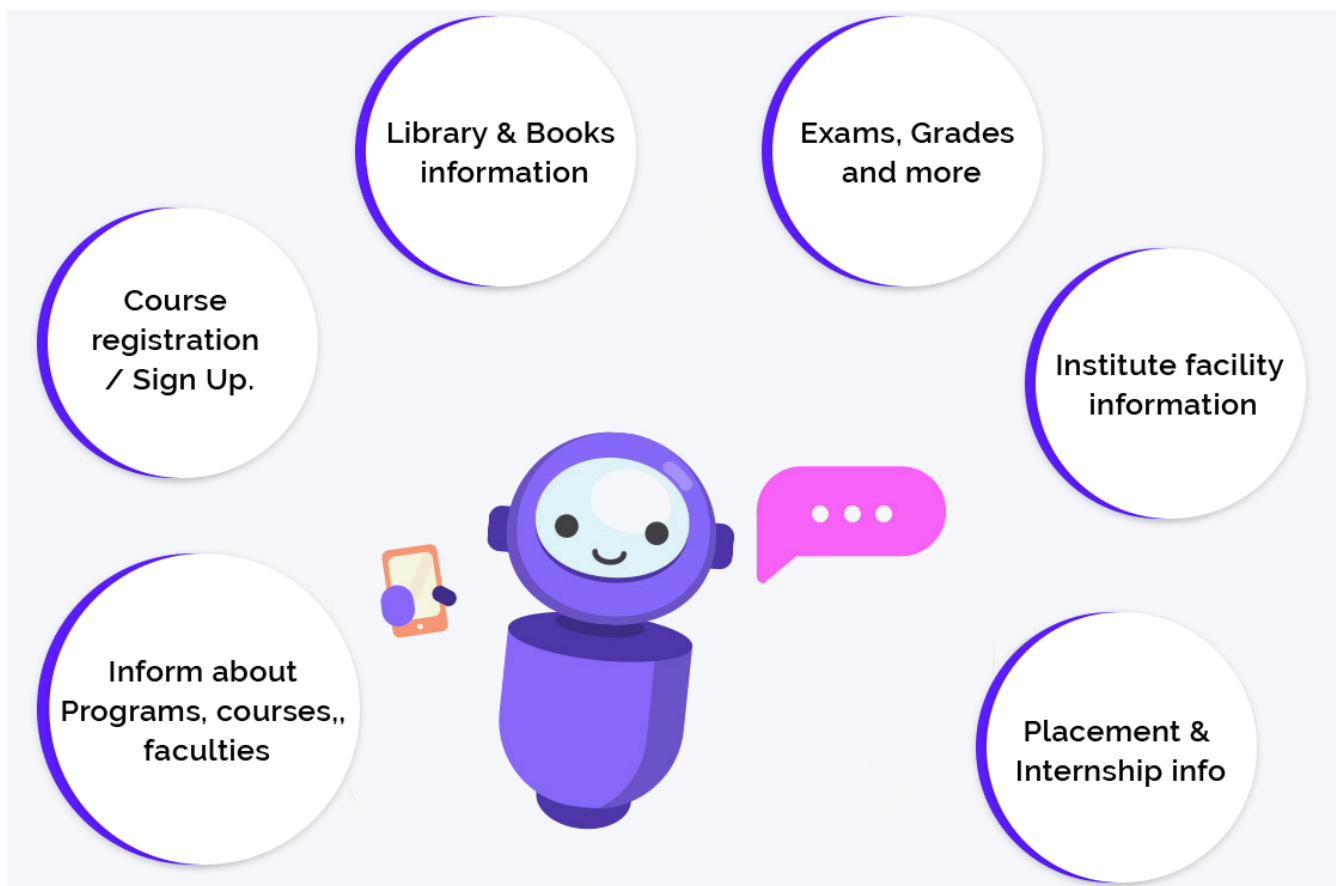 Library & Books
information
Exams, Grades
and more
Course
registration
/ Sign Up.
Institute facility
information
Inform about
Programs, courses,,
faculties
Placement &
Internship info